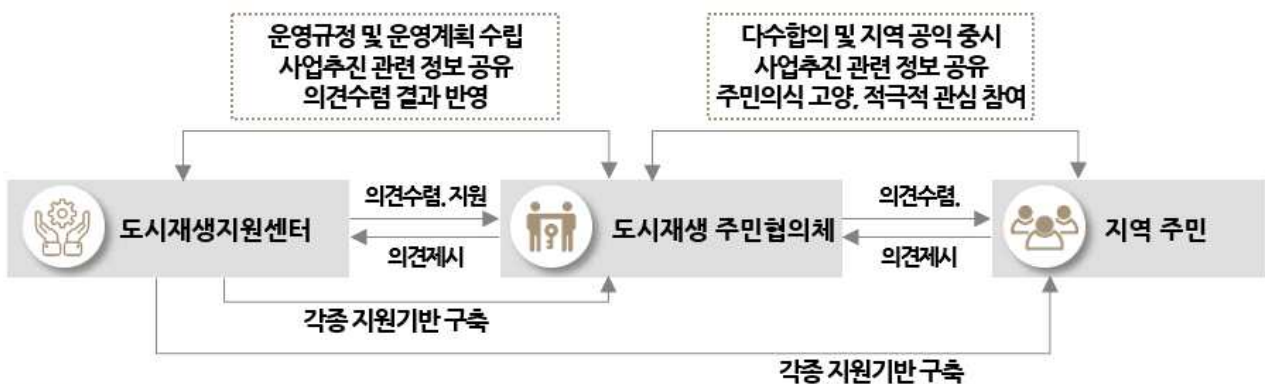 운영규정 및 운영계획 수립
사업추진 관련 정보 공유
의견수렴 결과 반영
다수합의 및 지역 공익 중시
사업추진 관련 정보 공유
주민의식 고양, 적극적 관심 참여
도시재생지원센터
의견수렴, 지원
의견제시
도시재생 주민협의체
의견수렴,
의견제시
지역 주민
각종 지원기반 구축
각종 지원기반 구축